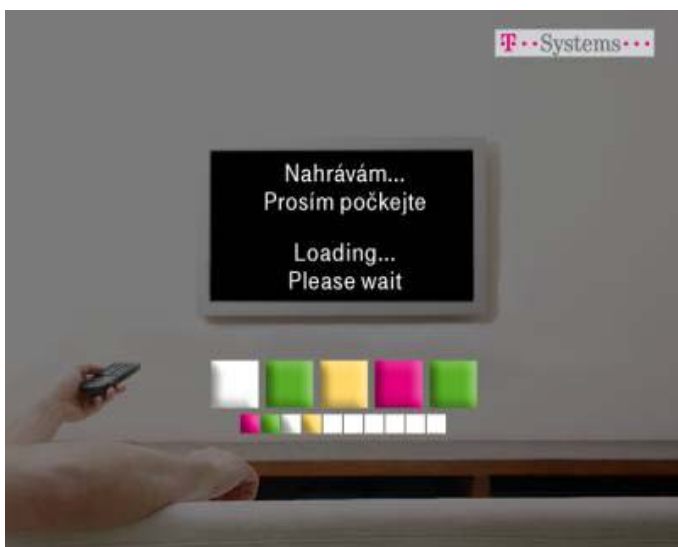 T··Systems···
Nahrávám...
Prosím počkejte
Loading...
Please wait